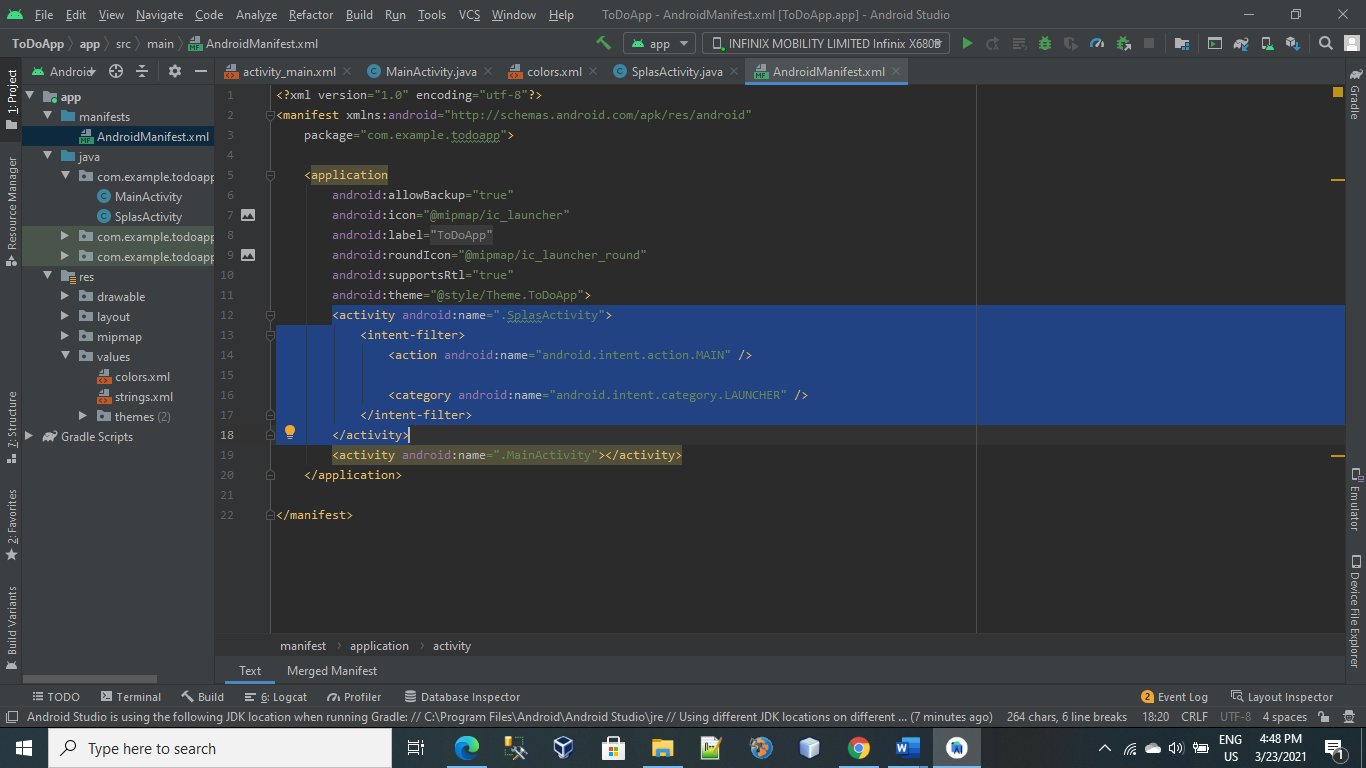 File Edit View Navigate Code Analyze Refactor Build Run Tools VCS Window Help ToDoApp - AndroidManifest.xml [ToDoApp.app] - Android Studio
ToDoApp app src main AndroidManifest.xml app INFINIX MOBILITY LIMITED Infinix X680B
Android activity_main.xml MainActivity.java colors.xml SplasActivity.java AndroidManifest.xml
1: Project
Resource Manager
7: Structure
2: Favorites
Build Variants
app
manifests
AndroidManifest.xml
java
com.example.todoapp
MainActivity
SplasActivity
com.example.todoapp
com.example.todoapp
res
drawable
layout
mipmap
values
colors.xml
strings.xml
themes (2)
Gradle Scripts
1 <?xml version="1.0" encoding="utf-8"?>
2 <manifest xmlns:android="http://schemas.android.com/apk/res/android"
3 package="com.example.todoapp">
4
5 <application
6 android:allowBackup="true"
7 android:icon="@mipmap/ic_launcher"
8 android:label="ToDoApp"
9 android:roundIcon="@mipmap/ic_launcher_round"
10 android:supportsRtl="true"
11 android:theme="@style/Theme.ToDoApp">
12 <activity android:name=".SplasActivity">
13 <intent-filter>
14 <action android:name="android.intent.action.MAIN" />
15
16 <category android:name="android.intent.category.LAUNCHER" />
17 </intent-filter>
18 </activity>
19 <activity android:name=".MainActivity"></activity>
20 </application>
21
22 </manifest>
Gradle
Emulator
Device File Explorer
manifest application activity
Text Merged Manifest
TODO Terminal Build 6: Logcat Profiler Database Inspector 2 Event Log Layout Inspector
Android Studio is using the following JDK location when running Gradle: // C:\Program Files\Android\Android Studio\jre // Using different JDK locations on different ... (7 minutes ago) 264 chars, 6 line breaks 18:20 CRLF UTF-8 4 spaces
Type here to search W ENG 4:48 PM
US 3/23/2021 1